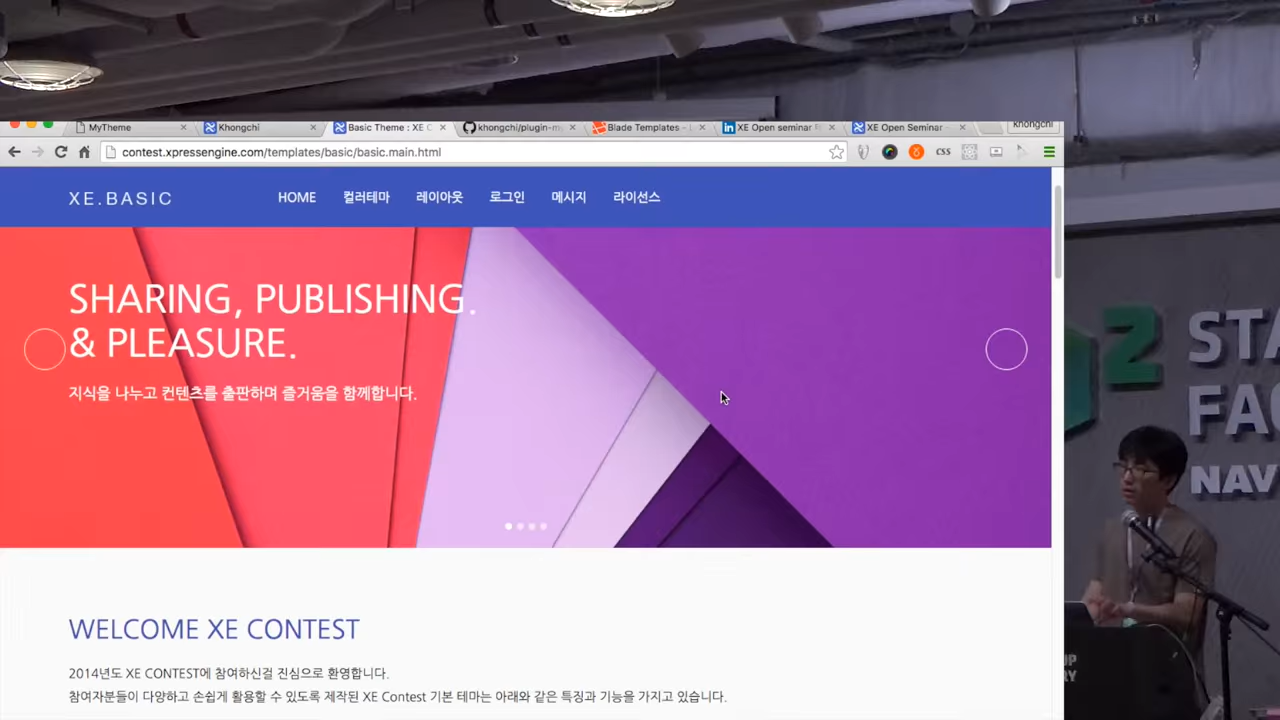 MyTheme
Khongchi
Basic Theme : XE C
khongchi/plugin-m
Blade Templates - L
XE Open seminar
XE Open Seminar
khongchi
contest.xpressengine.com/templates/basic/basic.main.html
CSS
XE.BASIC
HOME 컬러테마 레이아웃 로그인 메시지 라이선스
SHARING, PUBLISHING.
& PLEASURE.
지식을 나누고 컨텐츠를 출판하며 즐거움을 함께합니다.
WELCOME XE CONTEST
2014년도 XE CONTEST에 참여하신걸 진심으로 환영합니다.
참여자분들이 다양하고 손쉽게 활용할 수 있도록 제작된 XE Contest 기본 테마는 아래와 같은 특징과 기능을 가지고 있습니다.
2
STA
FAC
NAV
UP
RY